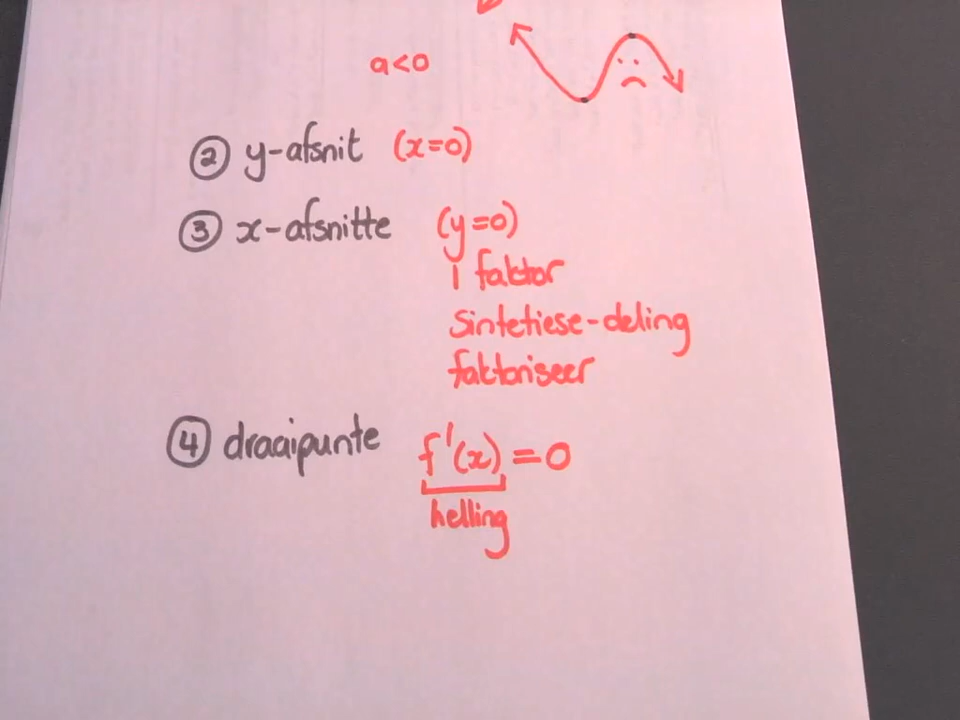 a<0
② y-afsnit (x=0)
③ x-afsnitte (y=0)
1 faktor
sintetiese-deling
faktoriseer
④ draaipunte f'(x) = 0
helling